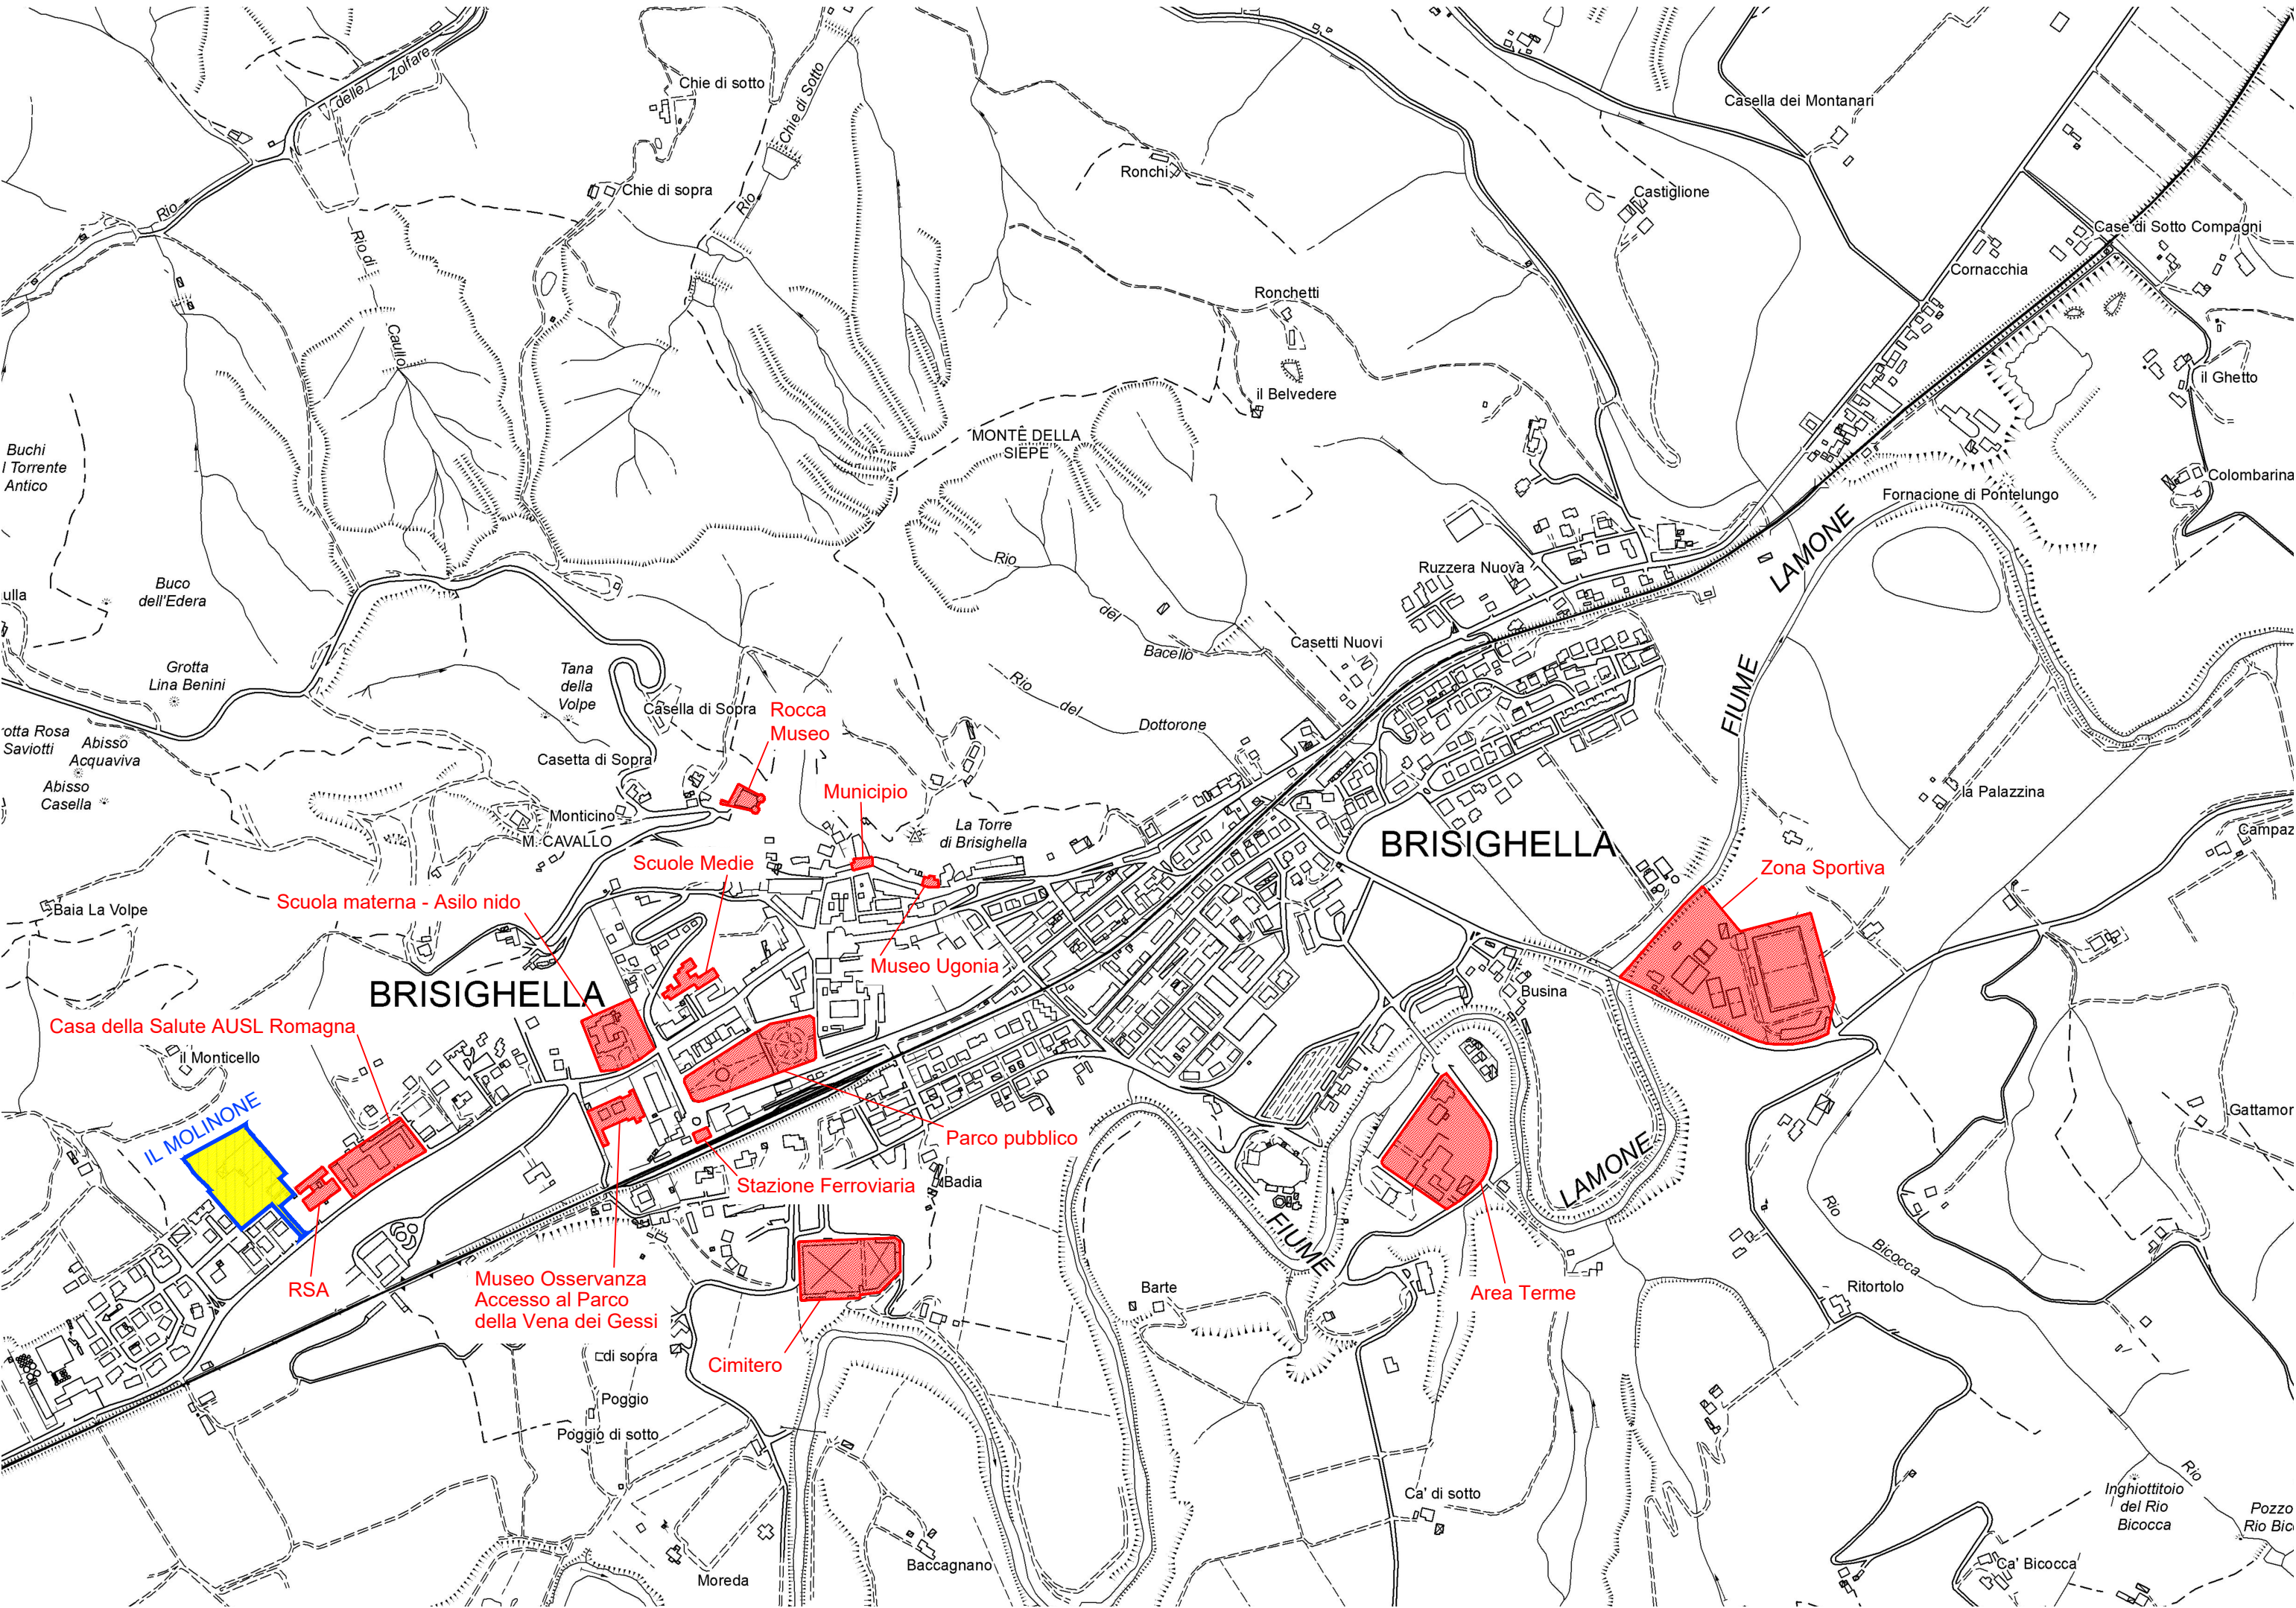 delle Zolfare
Rio
Chie di sotto
Chie di Sotto
Rio
Chie di sopra
Rio di
Caullo
Ronchi
Casella dei Montanari
Castiglione
Case di Sotto Compagni
Cornacchia
Ronchetti
il Belvedere
il Ghetto
MONTE DELLA
SIEPE
Buchi
l Torrente
Antico
Colombarina
Fornacione di Pontelungo
LAMONE
FIUME
Rio
del
Bacello
Ruzzera Nuova
ulla
Buco
dell'Edera
Casetti Nuovi
Grotta
Lina Benini
Tana
della
Volpe
Casella di Sopra
Rocca
Museo
Rio
del
Dottorone
rotta Rosa
Saviotti
Abisso
Acquaviva
Casetta di Sopra
Abisso
Casella
Municipio
la Palazzina
Monticino
M. CAVALLO
La Torre
di Brisighella
BRISIGHELLA
Campaz
Scuole Medie
Zona Sportiva
Scuola materna - Asilo nido
Baia La Volpe
Museo Ugonia
BRISIGHELLA
Busina
Casa della Salute AUSL Romagna
il Monticello
IL MOLINONE
Gattamor
Parco pubblico
Stazione Ferroviaria
Badia
LAMONE
FIUME
Rio
Bicocca
RSA
Museo Osservanza
Accesso al Parco
della Vena dei Gessi
Barte
Area Terme
Ritortolo
Cimitero
di sopra
Poggio
Poggio di sotto
Ca' di sotto
Rio
Inghiottitoio
del Rio
Bicocca
Pozzo
Rio Bic
Ca' Bicocca
Baccagnano
Moreda